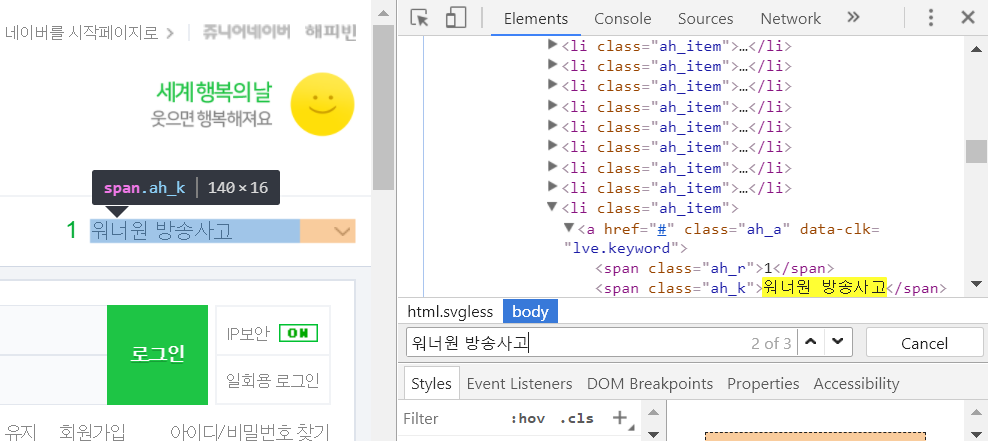 네이버를 시작페이지로 쥬니어네이버 해피빈
세계 행복의 날
웃으면 행복해져요
span.ah_k 140 × 16
1 워너원 방송사고
로그인
IP보안 ON
일회용 로그인
유지 회원가입 아이디/비밀번호 찾기
Elements Console Sources Network
<li class="ah_item">…</li>
<li class="ah_item">…</li>
<li class="ah_item">…</li>
<li class="ah_item">…</li>
<li class="ah_item">…</li>
<li class="ah_item">…</li>
<li class="ah_item">…</li>
<li class="ah_item">…</li>
<li class="ah_item">
<a href="#" class="ah_a" data-clk=
"lve.keyword">
<span class="ah_r">1</span>
<span class="ah_k">워너원 방송사고</span>
html.svgless body
워너원 방송사고 2 of 3 Cancel
Styles Event Listeners DOM Breakpoints Properties Accessibility
Filter :hov .cls